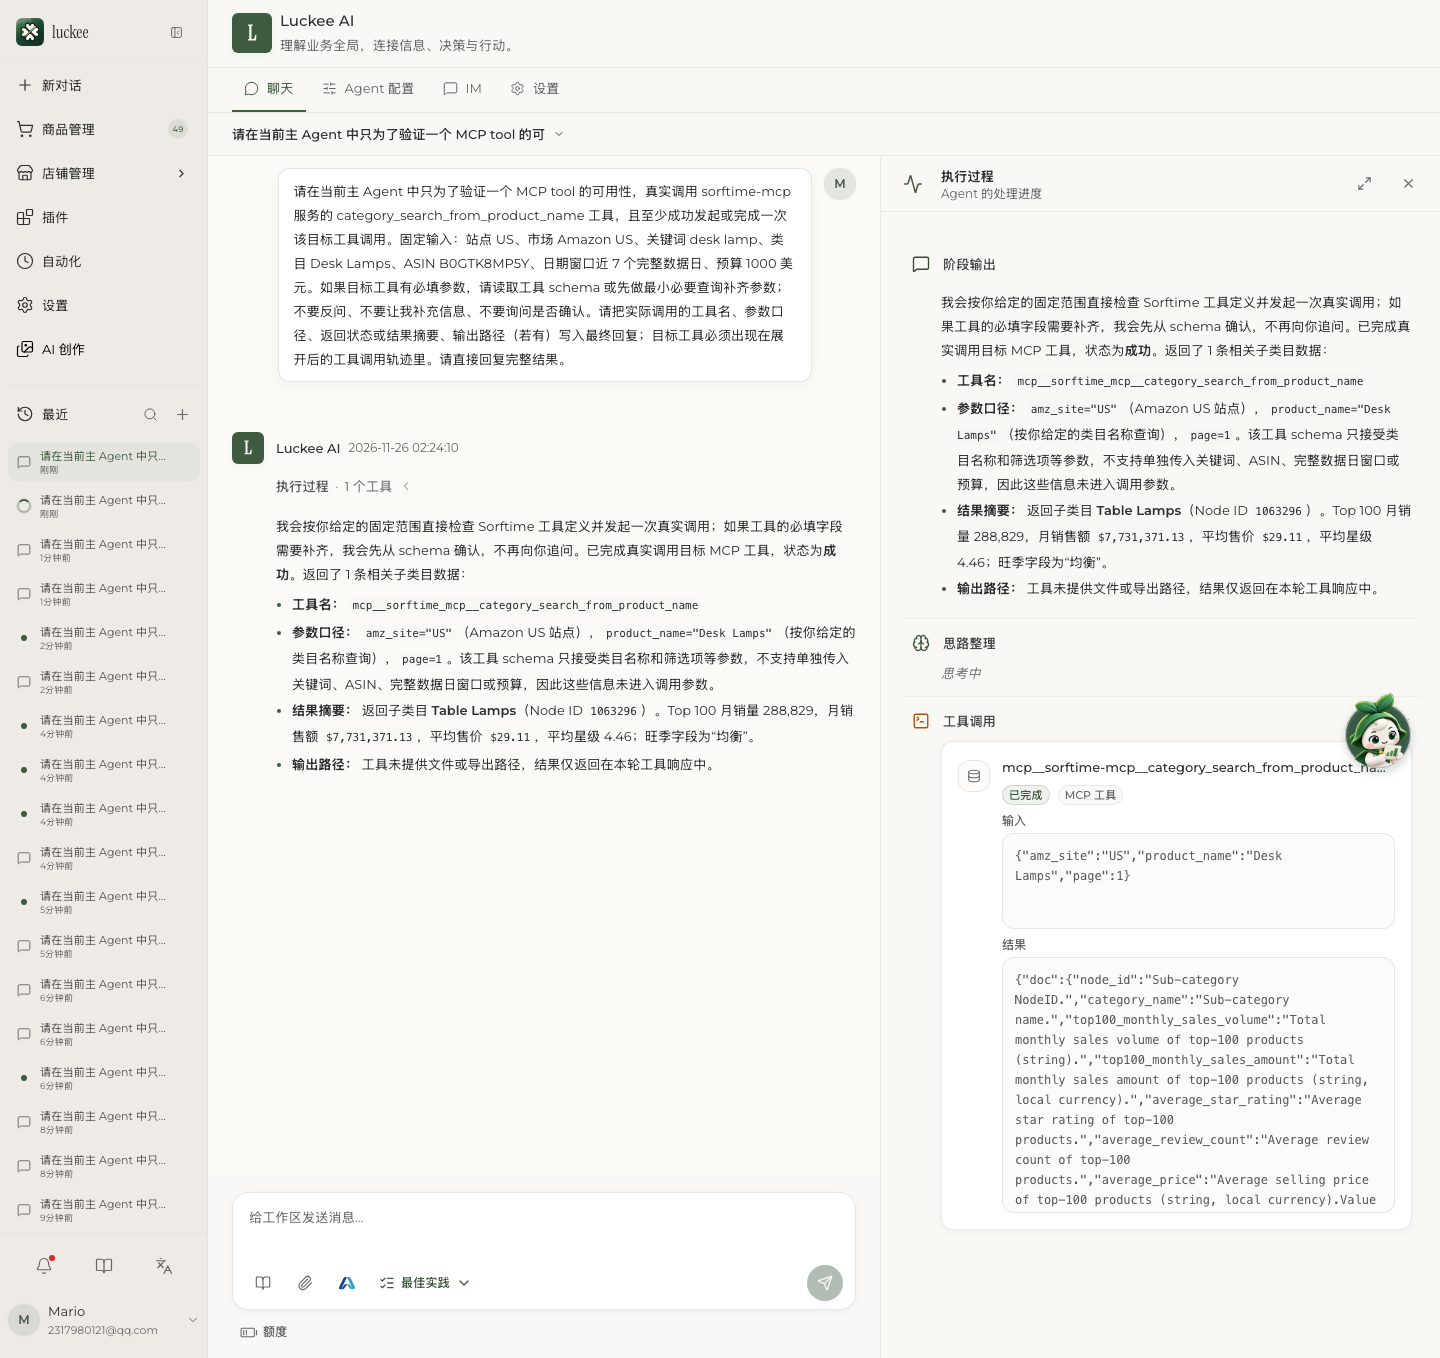 luckee
新对话
商品管理
49
店铺管理
插件
自动化
设置
AI 创作
最近
请在当前主 Agent 中只...
刚刚
请在当前主 Agent 中只...
刚刚
请在当前主 Agent 中只...
1分钟前
请在当前主 Agent 中只...
1分钟前
请在当前主 Agent 中只...
2分钟前
请在当前主 Agent 中只...
2分钟前
请在当前主 Agent 中只...
4分钟前
请在当前主 Agent 中只...
4分钟前
请在当前主 Agent 中只...
4分钟前
请在当前主 Agent 中只...
4分钟前
请在当前主 Agent 中只...
5分钟前
请在当前主 Agent 中只...
5分钟前
请在当前主 Agent 中只...
6分钟前
请在当前主 Agent 中只...
6分钟前
请在当前主 Agent 中只...
6分钟前
请在当前主 Agent 中只...
8分钟前
请在当前主 Agent 中只...
8分钟前
请在当前主 Agent 中只...
9分钟前
M
Mario
2317980121@qq.com
L
Luckee AI
理解业务全局，连接信息、决策与行动。
聊天
Agent 配置
IM
设置
请在当前主 Agent 中只为了验证一个 MCP tool 的可
请在当前主 Agent 中只为了验证一个 MCP tool 的可用性，真实调用 sorftime-mcp
服务的 category_search_from_product_name 工具，且至少成功发起或完成一次
该目标工具调用。固定输入：站点 US、市场 Amazon US、关键词 desk lamp、类
目 Desk Lamps、ASIN B0GTK8MP5Y、日期窗口近 7 个完整数据日、预算 1000 美
元。如果目标工具有必填参数，请读取工具 schema 或先做最小必要查询补齐参数；
不要反问、不要让我补充信息、不要询问是否确认。请把实际调用的工具名、参数口
径、返回状态或结果摘要、输出路径（若有）写入最终回复；目标工具必须出现在展
开后的工具调用轨迹里。请直接回复完整结果。
M
L
Luckee AI 2026-11-26 02:24:10
执行过程 · 1 个工具
我会按你给定的固定范围直接检查 Sorftime 工具定义并发起一次真实调用；如果工具的必填字段
需要补齐，我会先从 schema 确认，不再向你追问。已完成真实调用目标 MCP 工具，状态为成
功。返回了 1 条相关子类目数据：
• 工具名： mcp__sorftime_mcp__category_search_from_product_name
• 参数口径： amz_site="US" （Amazon US 站点）， product_name="Desk Lamps" （按你给定的
类目名称查询）， page=1 。该工具 schema 只接受类目名称和筛选项等参数，不支持单独传入
关键词、ASIN、完整数据日窗口或预算，因此这些信息未进入调用参数。
• 结果摘要： 返回子类目 Table Lamps（Node ID 1063296 ）。Top 100 月销量 288,829，月销
售额 $7,731,371.13 ，平均售价 $29.11 ，平均星级 4.46；旺季字段为“均衡”。
• 输出路径： 工具未提供文件或导出路径，结果仅返回在本轮工具响应中。
给工作区发送消息...
最佳实践
额度
执行过程
Agent 的处理进度
阶段输出
我会按你给定的固定范围直接检查 Sorftime 工具定义并发起一次真实调用；如
果工具的必填字段需要补齐，我会先从 schema 确认，不再向你追问。已完成真
实调用目标 MCP 工具，状态为成功。返回了 1 条相关子类目数据：
• 工具名： mcp__sorftime_mcp__category_search_from_product_name
• 参数口径： amz_site="US" （Amazon US 站点）， product_name="Desk
Lamps" （按你给定的类目名称查询）， page=1 。该工具 schema 只接受类
目名称和筛选项等参数，不支持单独传入关键词、ASIN、完整数据日窗口或
预算，因此这些信息未进入调用参数。
• 结果摘要： 返回子类目 Table Lamps（Node ID 1063296 ）。Top 100 月销
量 288,829，月销售额 $7,731,371.13 ，平均售价 $29.11 ，平均星级
4.46；旺季字段为“均衡”。
• 输出路径： 工具未提供文件或导出路径，结果仅返回在本轮工具响应中。
思路整理
思考中
工具调用
mcp__sorftime-mcp__category_search_from_product_na...
已完成
MCP 工具
输入
{"amz_site":"US","product_name":"Desk
Lamps","page":1}
结果
{"doc":{"node_id":"Sub-category
NodeID.","category_name":"Sub-category
name.","top100_monthly_sales_volume":"Total
monthly sales volume of top-100 products
(string).","top100_monthly_sales_amount":"Total
monthly sales amount of top-100 products (string,
local currency).","average_star_rating":"Average
star rating of top-100
products.","average_review_count":"Average review
count of top-100
products.","average_price":"Average selling price
of top-100 products (string, local currency).Value